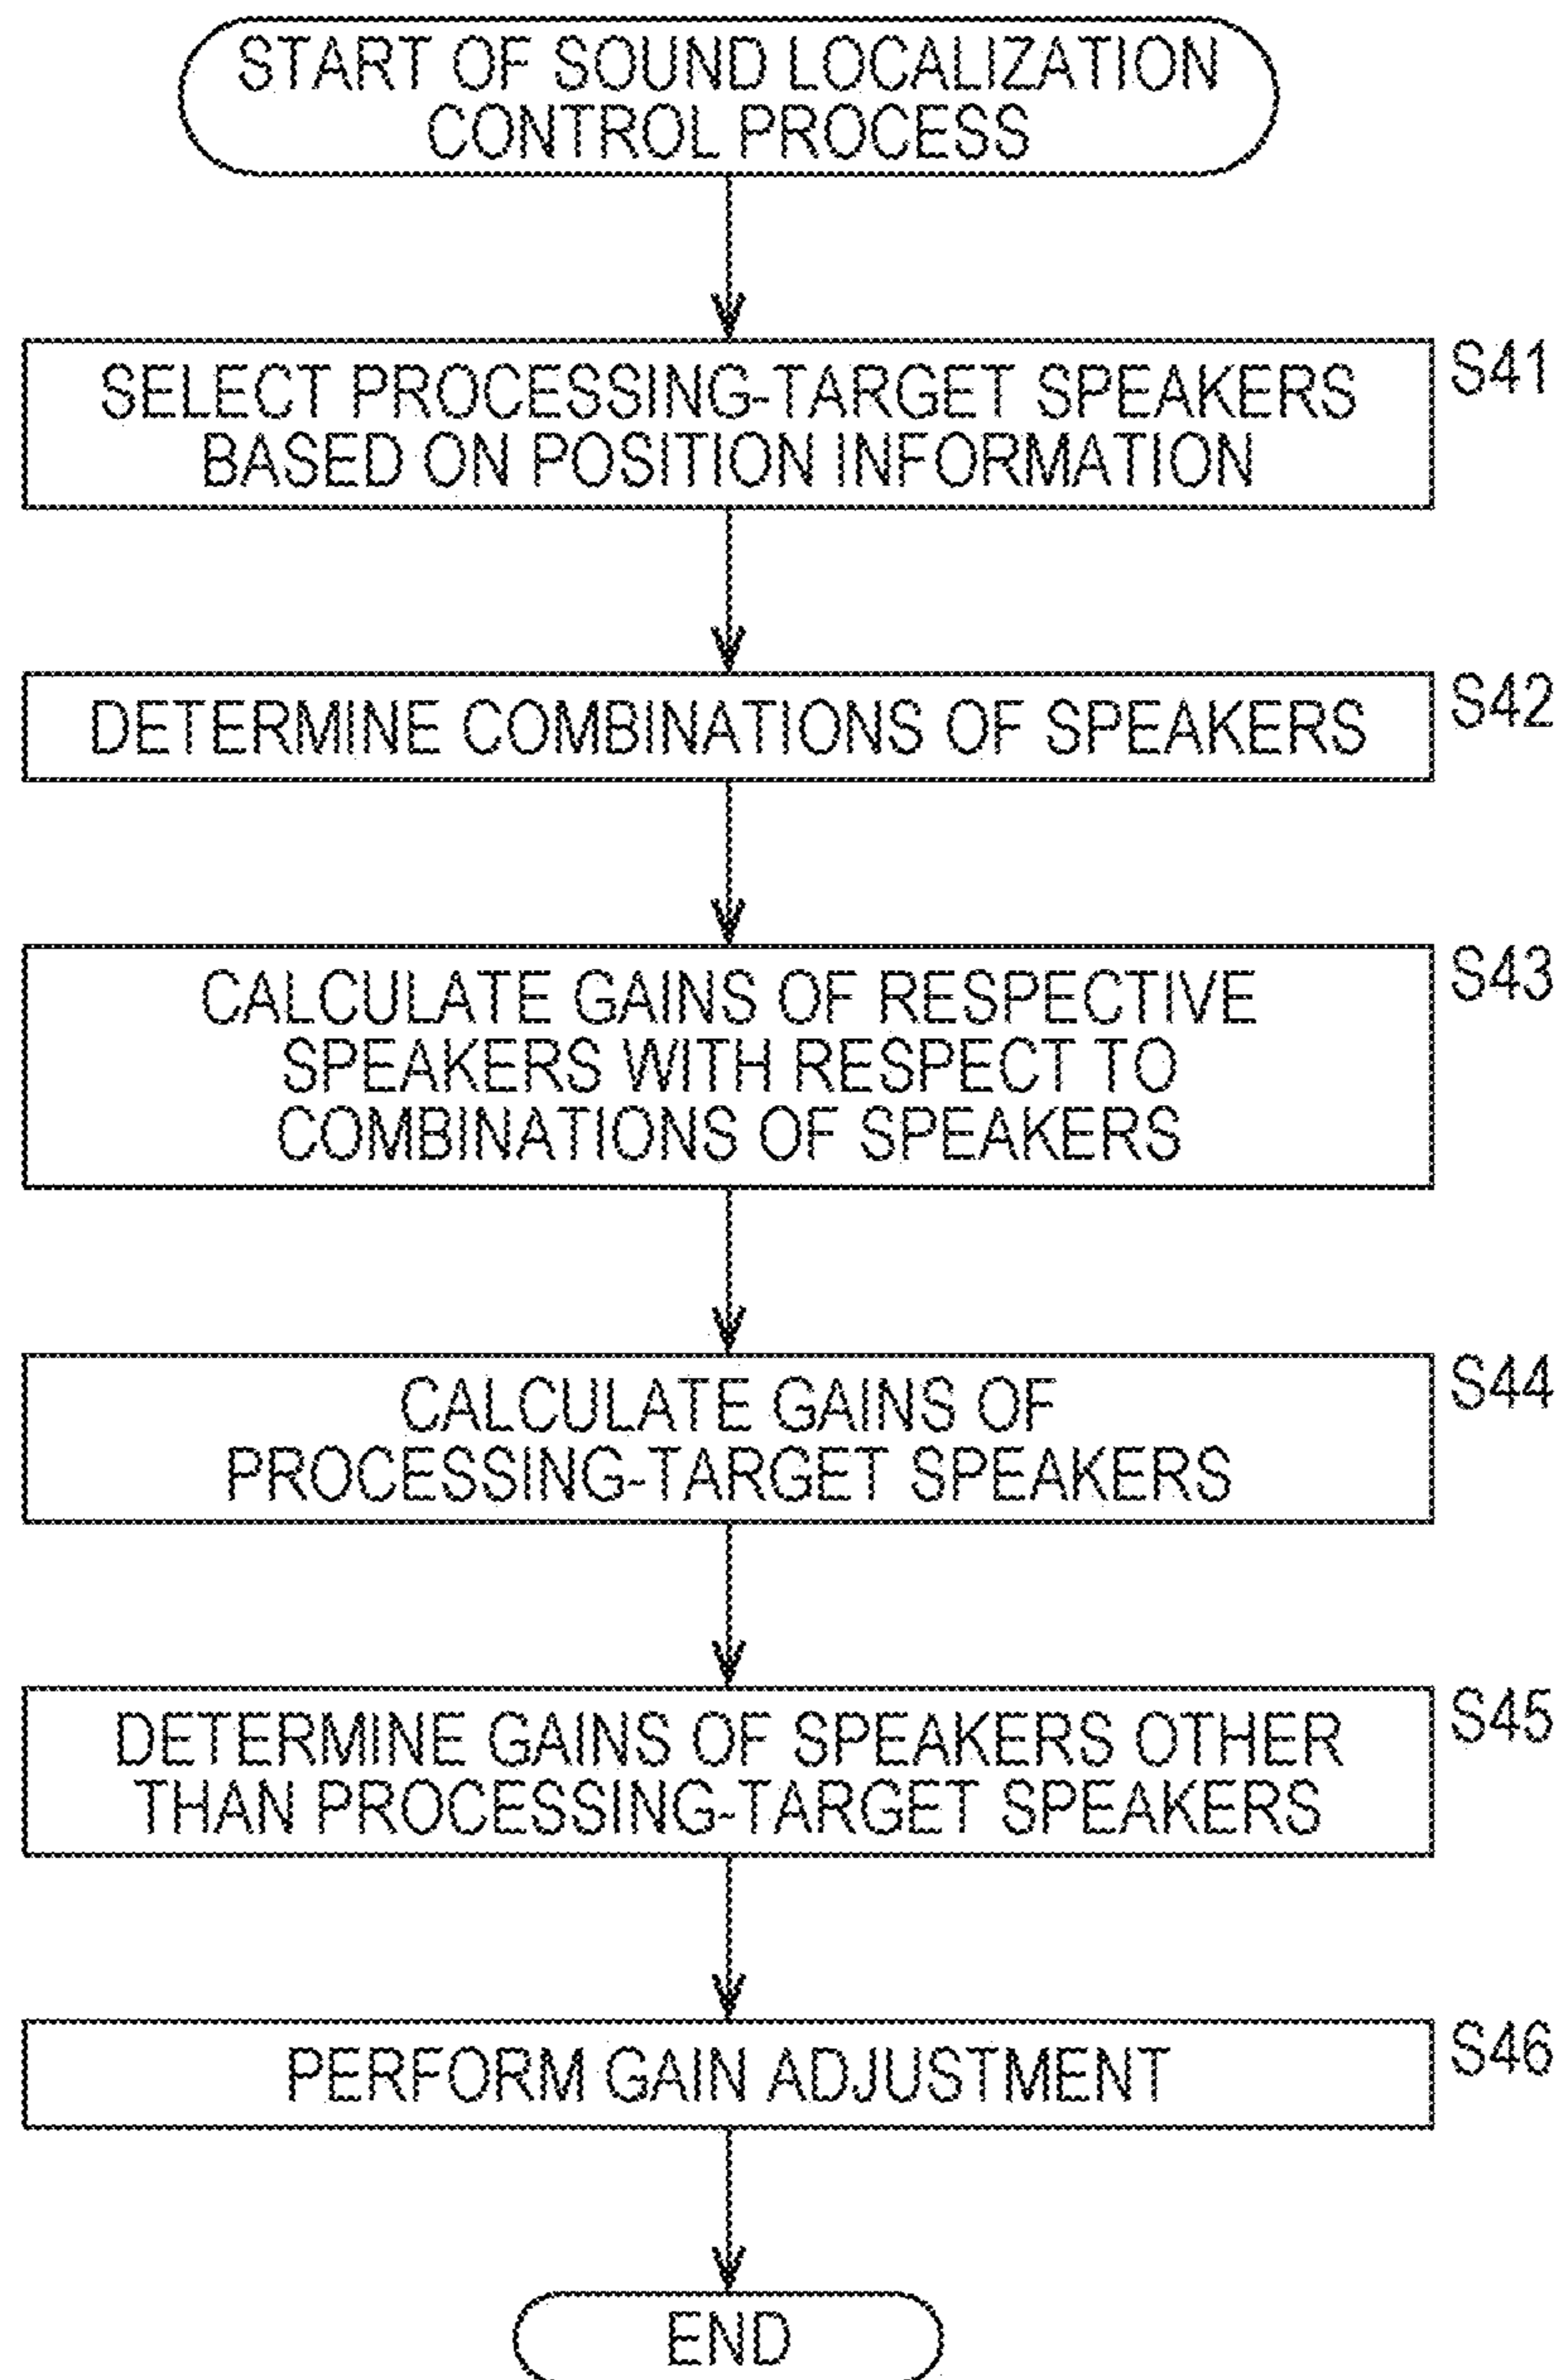 START OF SOUND LOCALIZATION
CONTROL PROCESS
SELECT PROCESSING-TARGET SPEAKERS
BASED ON POSITION INFORMATION
S41
DETERMINE COMBINATIONS OF SPEAKERS
S42
CALCULATE GAINS OF RESPECTIVE
SPEAKERS WITH RESPECT TO
COMBINATIONS OF SPEAKERS
S43
CALCULATE GAINS OF
PROCESSING-TARGET SPEAKERS
S44
DETERMINE GAINS OF SPEAKERS OTHER
THAN PROCESSING-TARGET SPEAKERS
S45
PERFORM GAIN ADJUSTMENT
S46
END